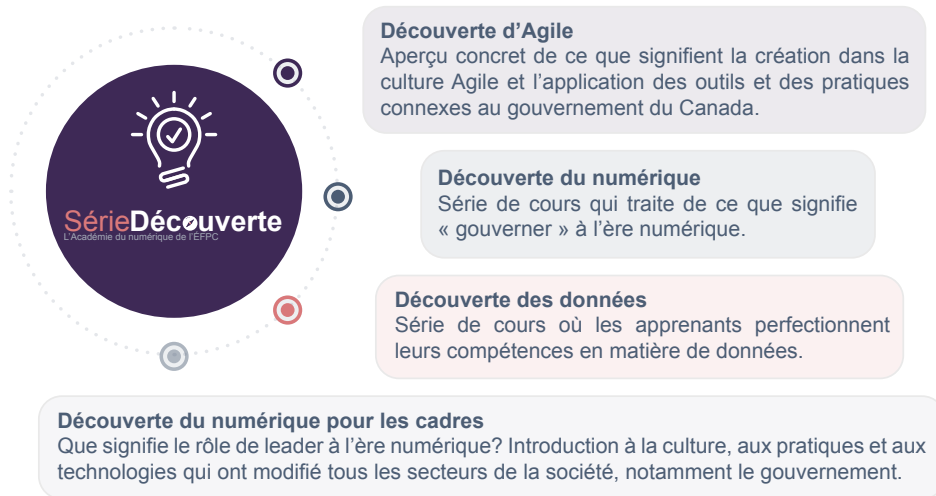 Découverte d’Agile
Aperçu concret de ce que signifient la création dans la
culture Agile et l’application des outils et des pratiques
connexes au gouvernement du Canada.
SérieDécouverte
L'Académie du numérique de l'ÉFPC
Découverte du numérique
Série de cours qui traite de ce que signifie
« gouverner » à l’ère numérique.
Découverte des données
Série de cours où les apprenants perfectionnent
leurs compétences en matière de données.
Découverte du numérique pour les cadres
Que signifie le rôle de leader à l’ère numérique? Introduction à la culture, aux pratiques et aux
technologies qui ont modifié tous les secteurs de la société, notamment le gouvernement.